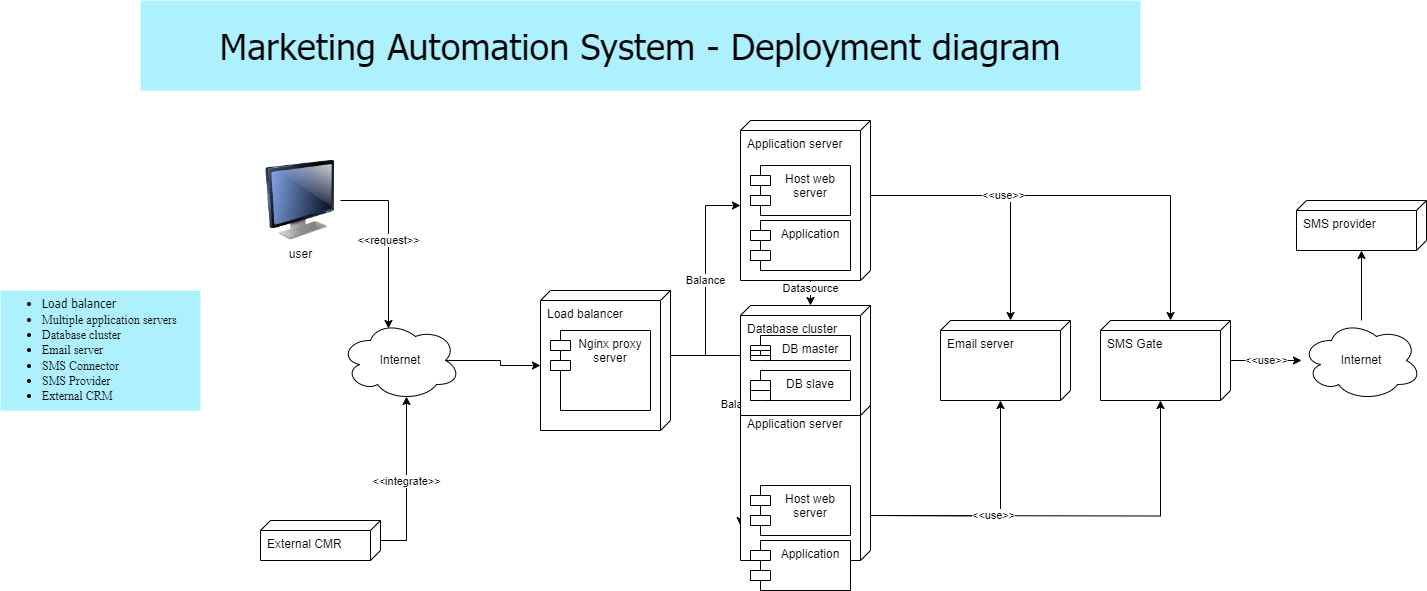 Marketing Automation System - Deployment diagram
user
<<request>>
Load balancer
Multiple application servers
Database cluster
Email server
SMS Connector
SMS Provider
External CRM
Internet
<<integrate>>
External CMR
Load balancer
Nginx proxy
server
Balance
Application server
Host web
server
Application
Datasource
Database cluster
DB master
DB slave
Application server
Host web
server
Application
<<use>>
<<use>>
Email server
SMS Gate
<<use>>
Internet
SMS provider